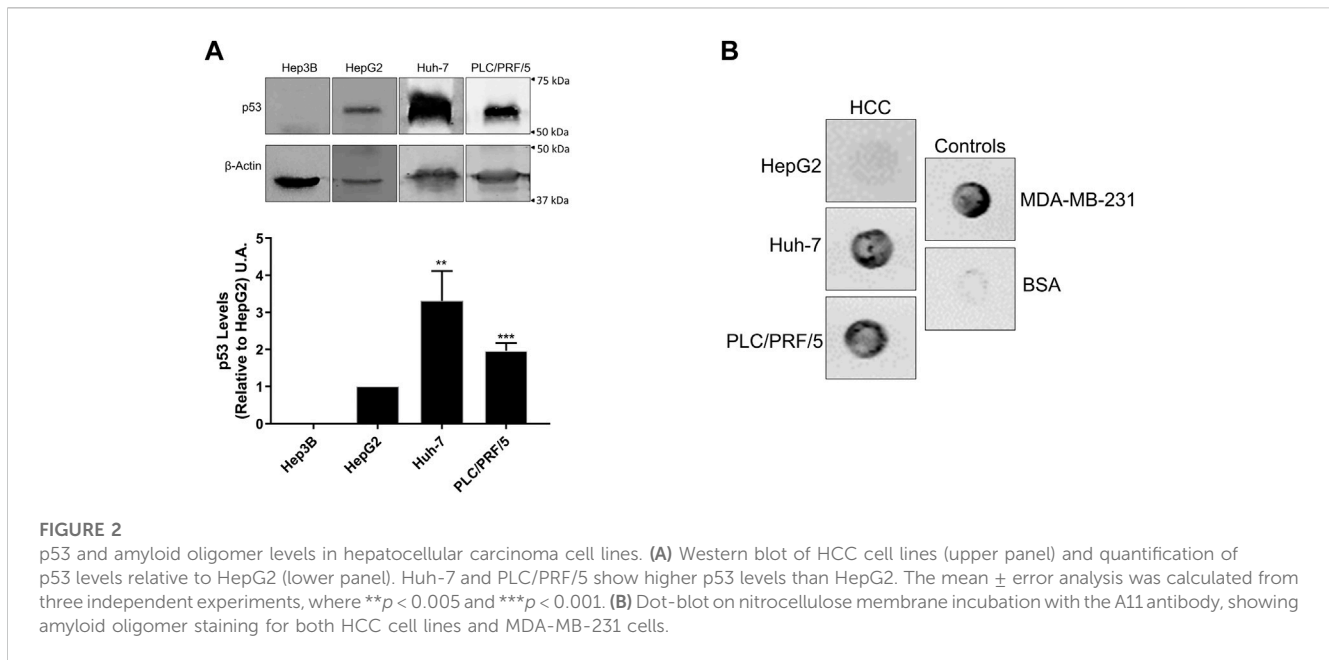 A
Hep3B HepG2 Huh-7 PLC/PRF/5
75 kDa
p53
50 kDa
50 kDa
β-Actin
37 kDa
p53 Levels
(Relative to HepG2) U.A.
5
4
3
2
1
0
**
***
Hep3B
HepG2
Huh-7
PLC/PRF/5
B
HCC
HepG2
Huh-7
PLC/PRF/5
Controls
MDA-MB-231
BSA
FIGURE 2
p53 and amyloid oligomer levels in hepatocellular carcinoma cell lines. (A) Western blot of HCC cell lines (upper panel) and quantification of
p53 levels relative to HepG2 (lower panel). Huh-7 and PLC/PRF/5 show higher p53 levels than HepG2. The mean ± error analysis was calculated from
three independent experiments, where **p < 0.005 and ***p < 0.001. (B) Dot-blot on nitrocellulose membrane incubation with the A11 antibody, showing
amyloid oligomer staining for both HCC cell lines and MDA-MB-231 cells.